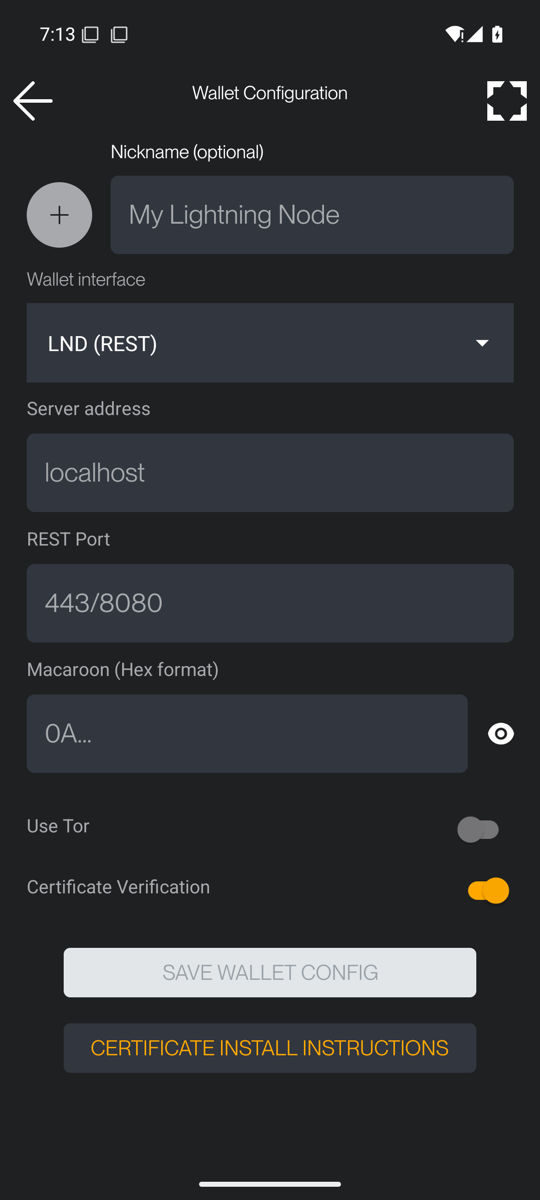 7:13
Wallet Configuration
Nickname (optional)
My Lightning Node
Wallet interface
LND (REST)
Server address
localhost
REST Port
443/8080
Macaroon (Hex format)
0A...
Use Tor
Certificate Verification
SAVE WALLET CONFIG
CERTIFICATE INSTALL INSTRUCTIONS